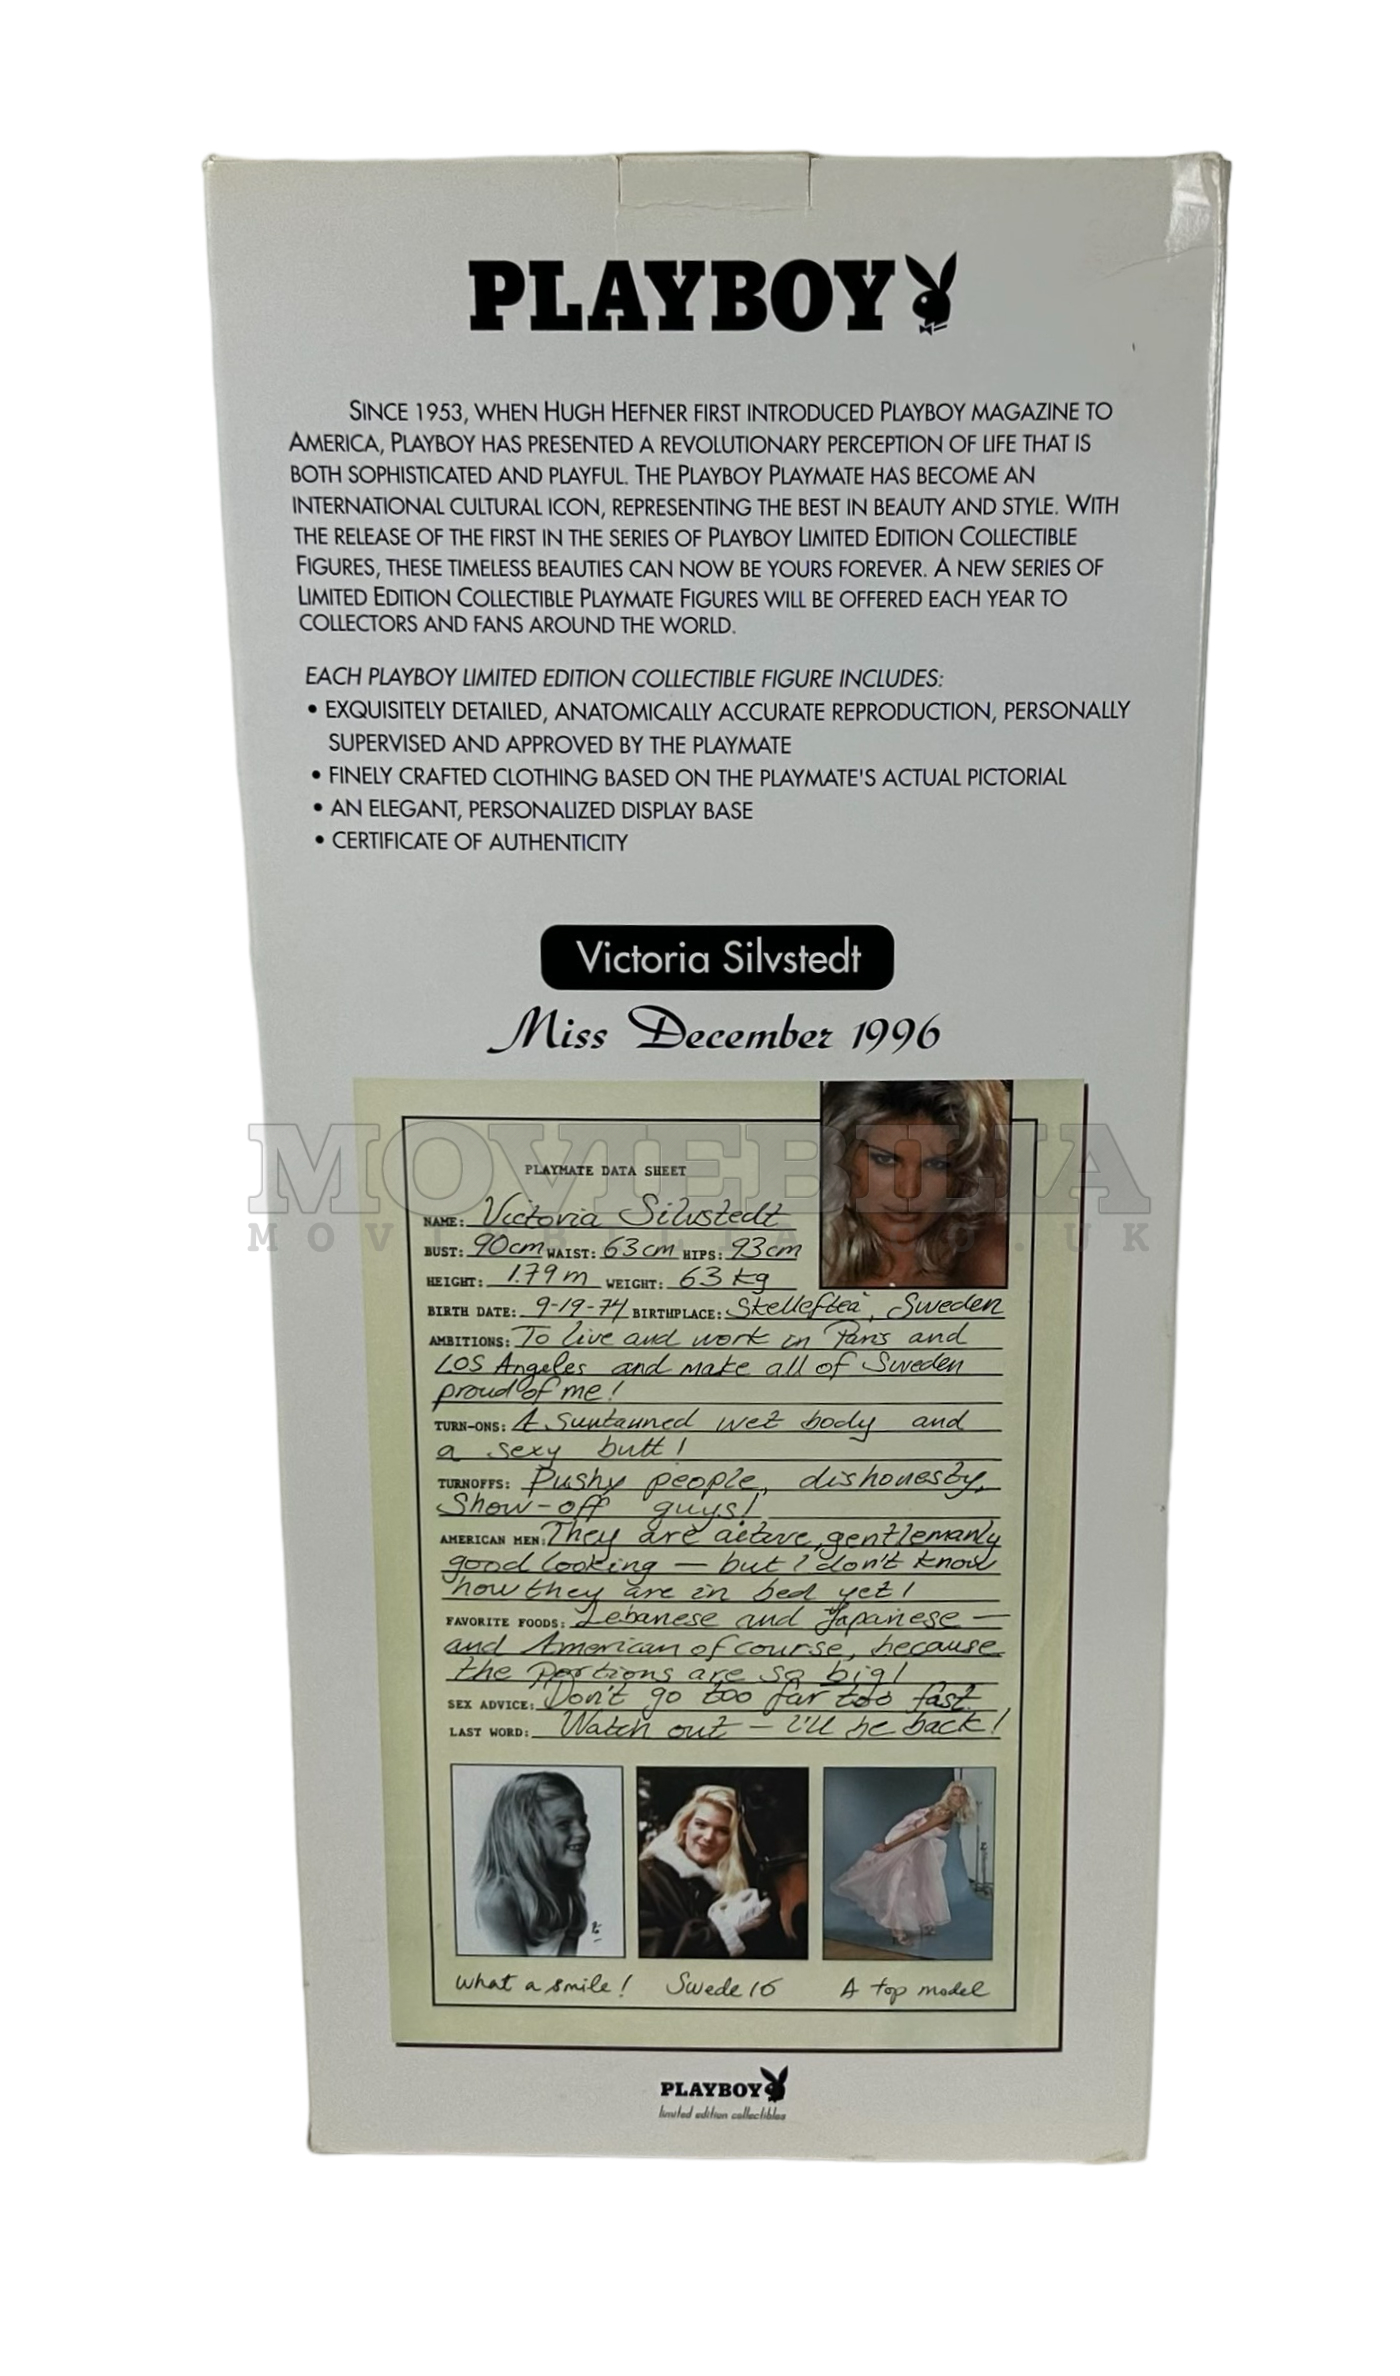 PLAYBOY
SINCE 1953, WHEN HUGH HEFNER FIRST INTRODUCED PLAYBOY MAGAZINE TO
AMERICA, PLAYBOY HAS PRESENTED A REVOLUTIONARY PERCEPTION OF LIFE THAT IS
BOTH SOPHISTICATED AND PLAYFUL. THE PLAYBOY PLAYMATE HAS BECOME AN
INTERNATIONAL CULTURAL ICON, REPRESENTING THE BEST IN BEAUTY AND STYLE. WITH
THE RELEASE OF THE FIRST IN THE SERIES OF PLAYBOY LIMITED EDITION COLLECTIBLE
FIGURES, THESE TIMELESS BEAUTIES CAN NOW BE YOURS FOREVER. A NEW SERIES OF
LIMITED EDITION COLLECTIBLE PLAYMATE FIGURES WILL BE OFFERED EACH YEAR TO
COLLECTORS AND FANS AROUND THE WORLD.
EACH PLAYBOY LIMITED EDITION COLLECTIBLE FIGURE INCLUDES:
• EXQUISITELY DETAILED, ANATOMICALLY ACCURATE REPRODUCTION, PERSONALLY
SUPERVISED AND APPROVED BY THE PLAYMATE
• FINELY CRAFTED CLOTHING BASED ON THE PLAYMATE'S ACTUAL PICTORIAL
• AN ELEGANT, PERSONALIZED DISPLAY BASE
• CERTIFICATE OF AUTHENTICITY
Victoria Silvstedt
Miss December 1996
MOVIEBILIA
MOVIEBILIA.CO.UK
PLAYMATE DATA SHEET
NAME: Victoria Silvstedt
BUST: 90cm WAIST: 63cm HIPS: 93cm
HEIGHT: 1.79m WEIGHT: 63 kg
BIRTH DATE: 9-19-74 BIRTHPLACE: Skelleftea, Sweden
AMBITIONS: To live and work in Paris and
Los Angeles and make all of Sweden
proud of me!
TURN-ONS: A suntanned wet body and
a sexy butt!
TURNOFFS: Pushy people, dishonesty,
Show-off guys!
AMERICAN MEN: They are active, gentlemanly
good looking — but I don't know
how they are in bed yet!
FAVORITE FOODS: Lebanese and Japanese —
and American of course, because
the portions are so big!
SEX ADVICE: Don't go too far too fast.
LAST WORD: Watch out — I'll be back!
what a smile! Swede 16 A top model
PLAYBOY
limited edition collectibles